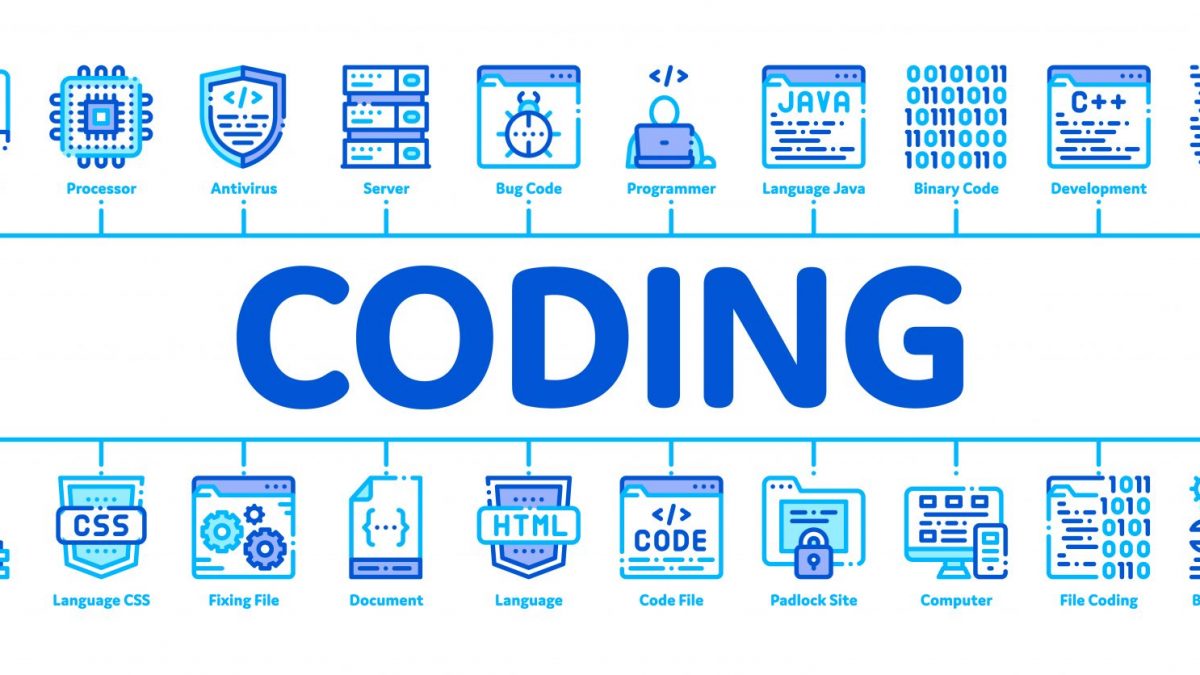 </>
</>
JAVA
C++
00101011
01101010
10110101
11011000
10100110
Processor
Antivirus
Server
Bug Code
Programmer
Language Java
Binary Code
Development
CODING
CSS
{...}
HTML
</>
CODE
1011
1010
0101
000
0110
Language CSS
Fixing File
Document
Language
Code File
Padlock Site
Computer
File Coding
B